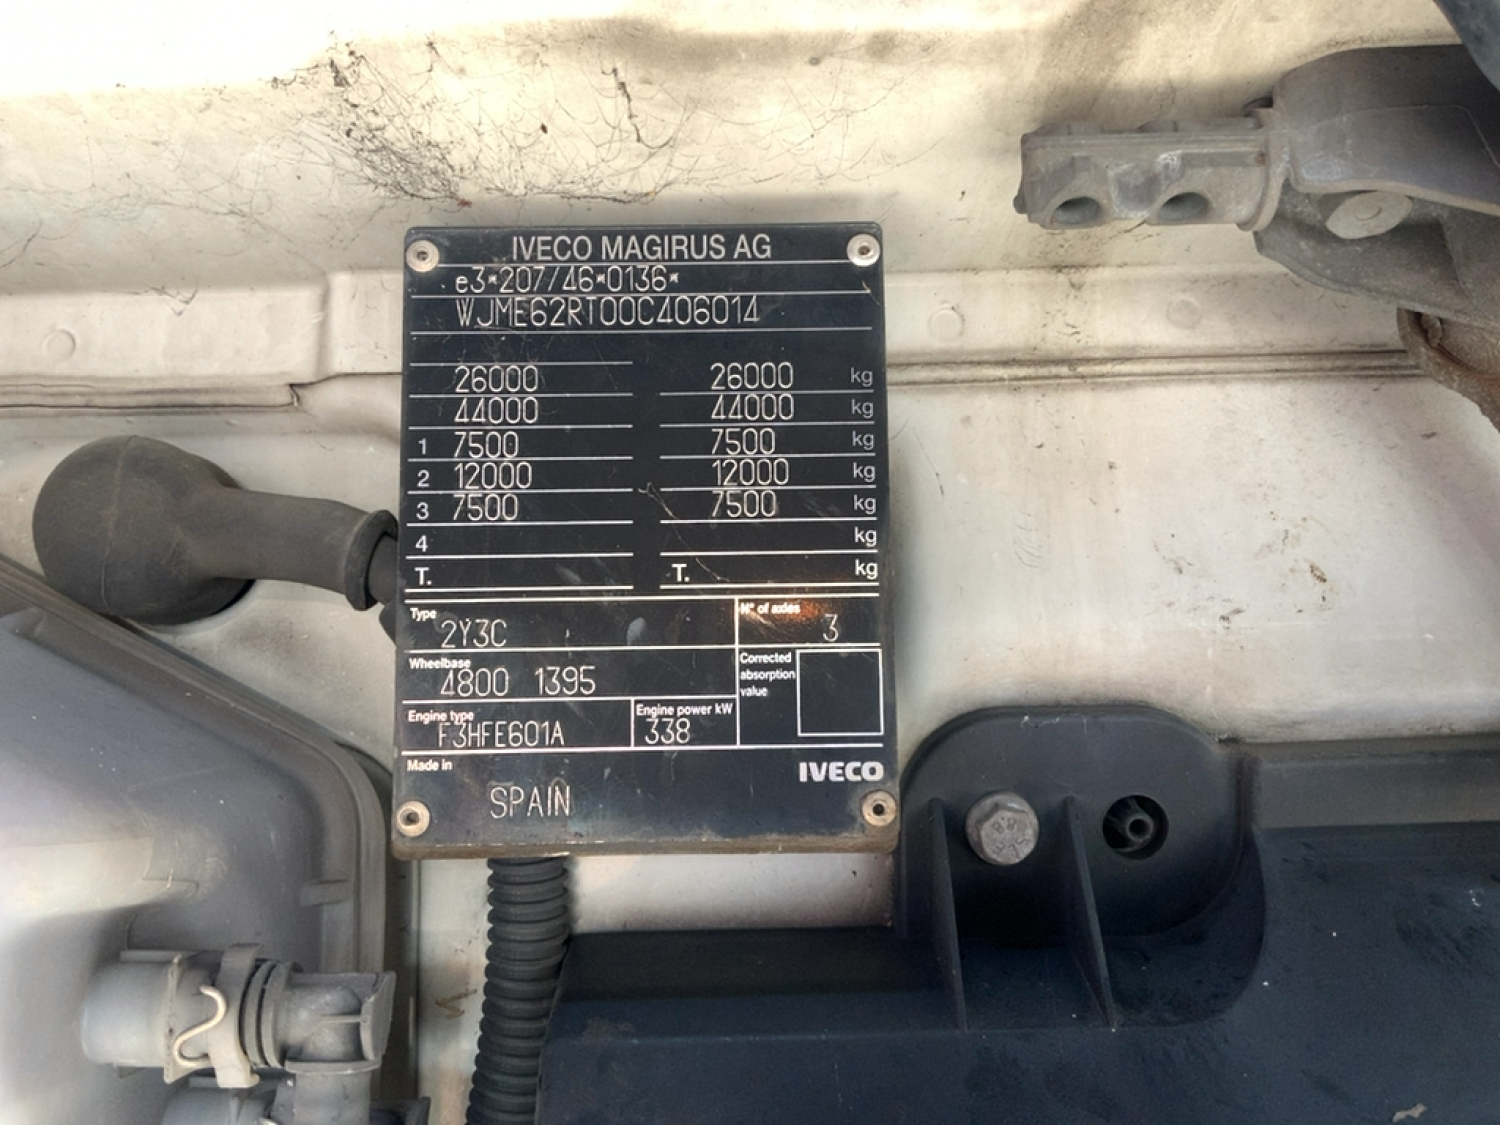 IVECO MAGIRUS AG
e3*207/46*0136*
WJME62RT00C406014
26000 26000 kg
44000 44000 kg
1 7500 7500 kg
2 12000 12000 kg
3 7500 7500 kg
4 kg
T. T. kg
Type 2Y3C N° of axles 3
Wheelbase 4800 1395 Corrected absorption value
Engine type F3HFE601A Engine power kW 338
Made in IVECO
SPAIN
8.8